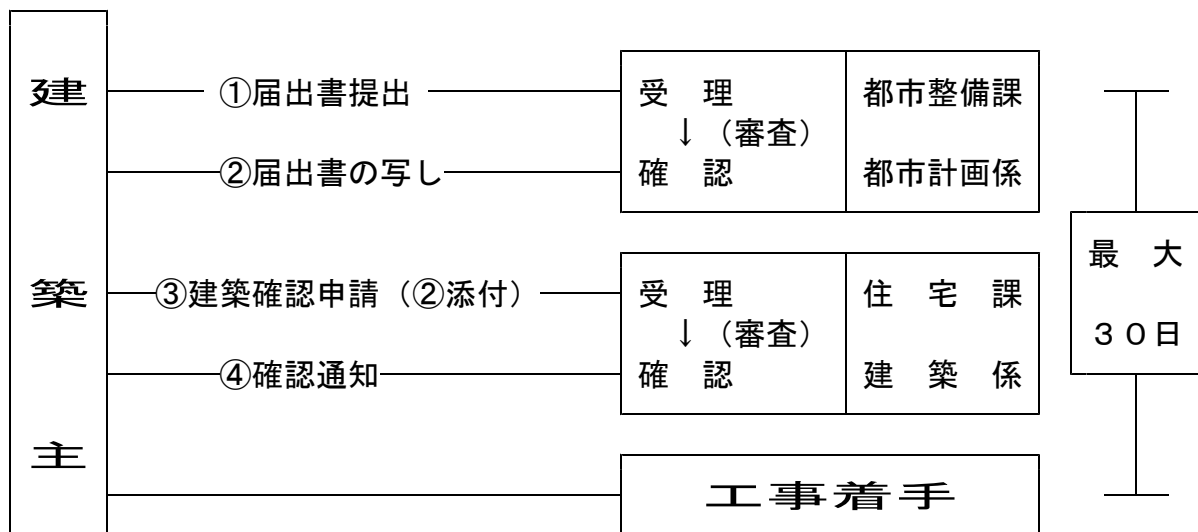 建築主
①届出書提出
受　理
↓（審査）
確　認
都市整備課
都市計画係
②届出書の写し
③建築確認申請（②添付）
受　理
↓（審査）
確　認
住　宅　課
建　築　係
④確認通知
工事着手
最　大
３０日